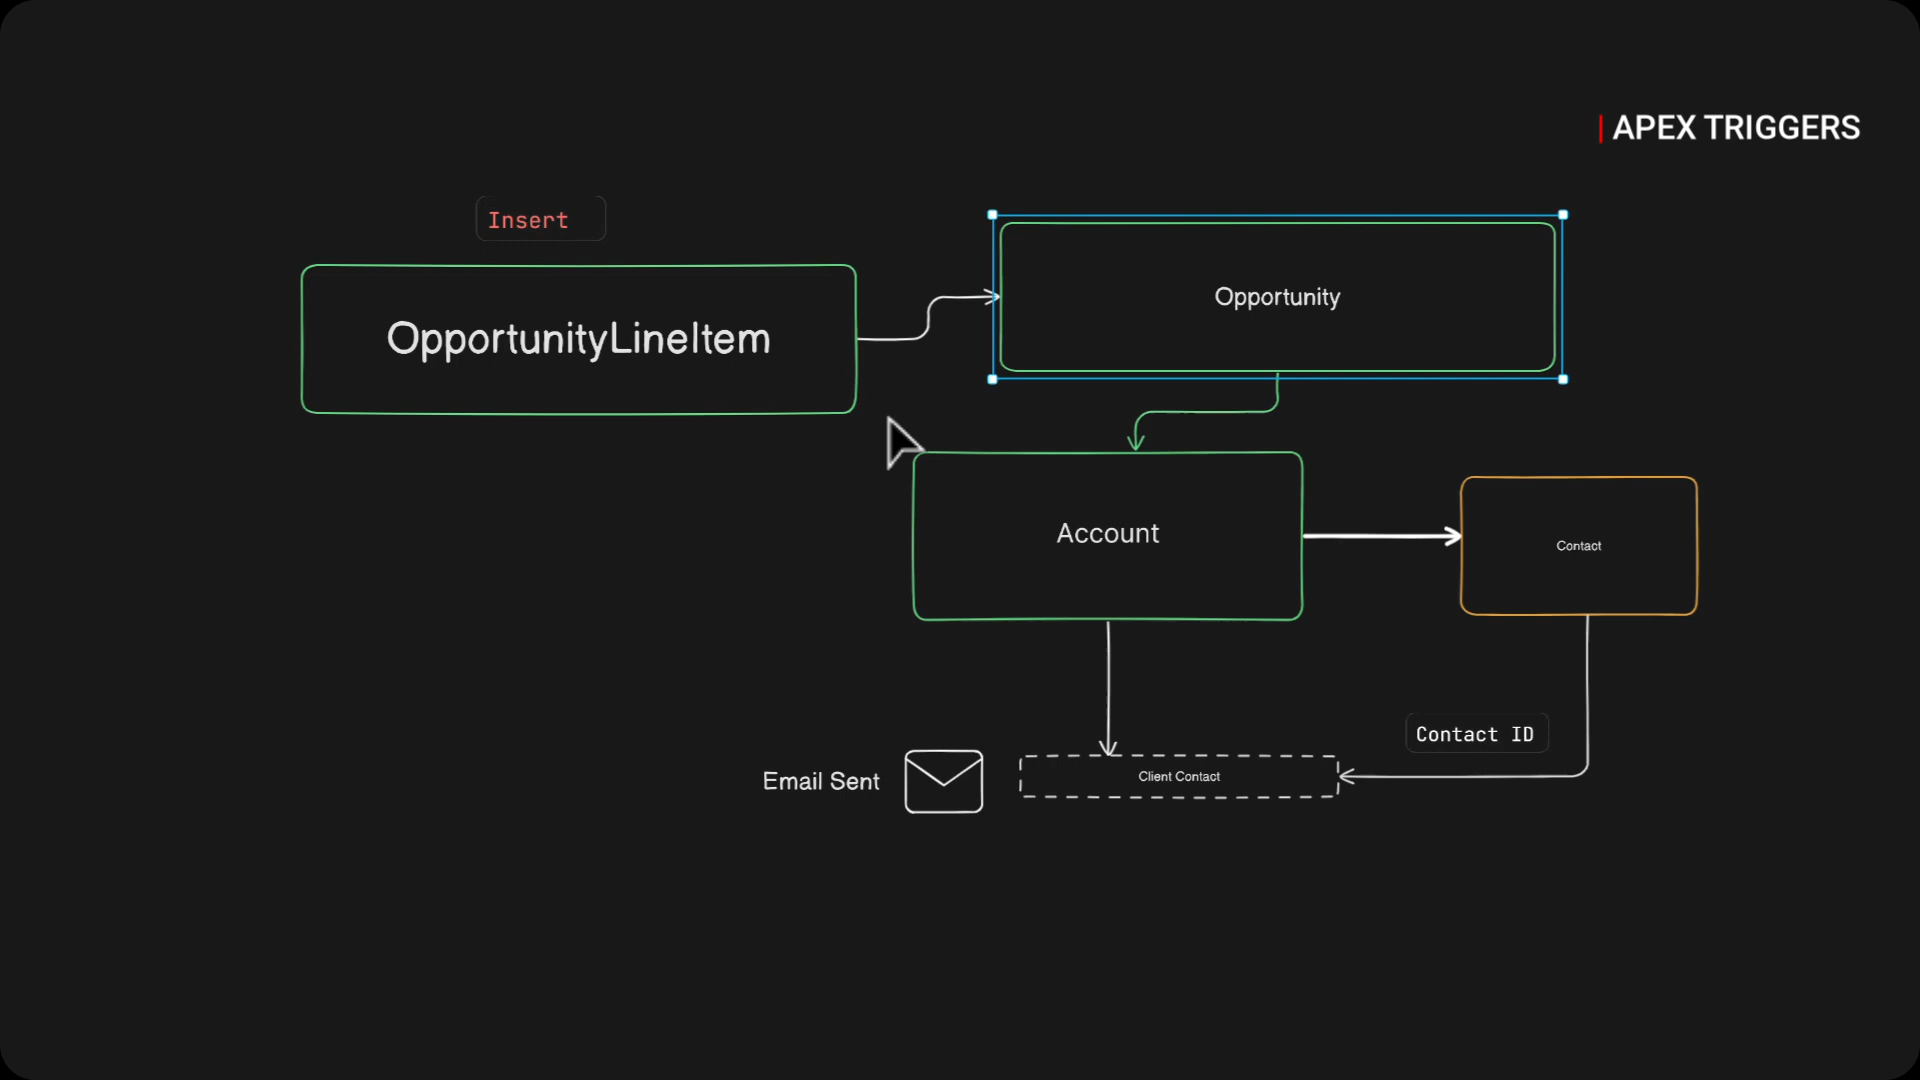 APEX TRIGGERS
Insert
OpportunityLineItem
Opportunity
Account
Contact
Contact ID
Email Sent
Client Contact